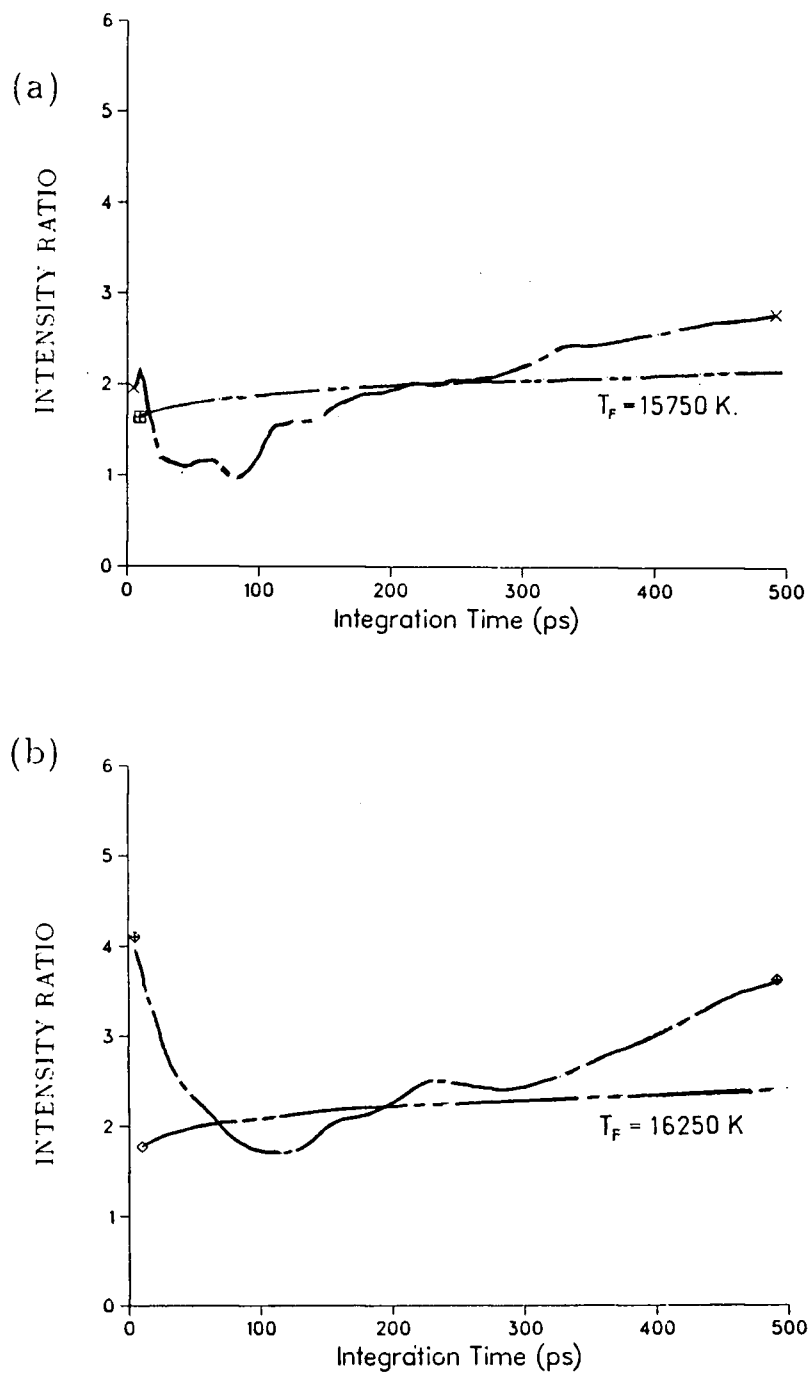 (a)
INTENSITY RATIO
6
5
4
3
2
1
0
T_F = 15750 K.
0 100 200 300 400 500
Integration Time (ps)
(b)
INTENSITY RATIO
6
5
4
3
2
1
0
T_F = 16250 K
0 100 200 300 400 500
Integration Time (ps)